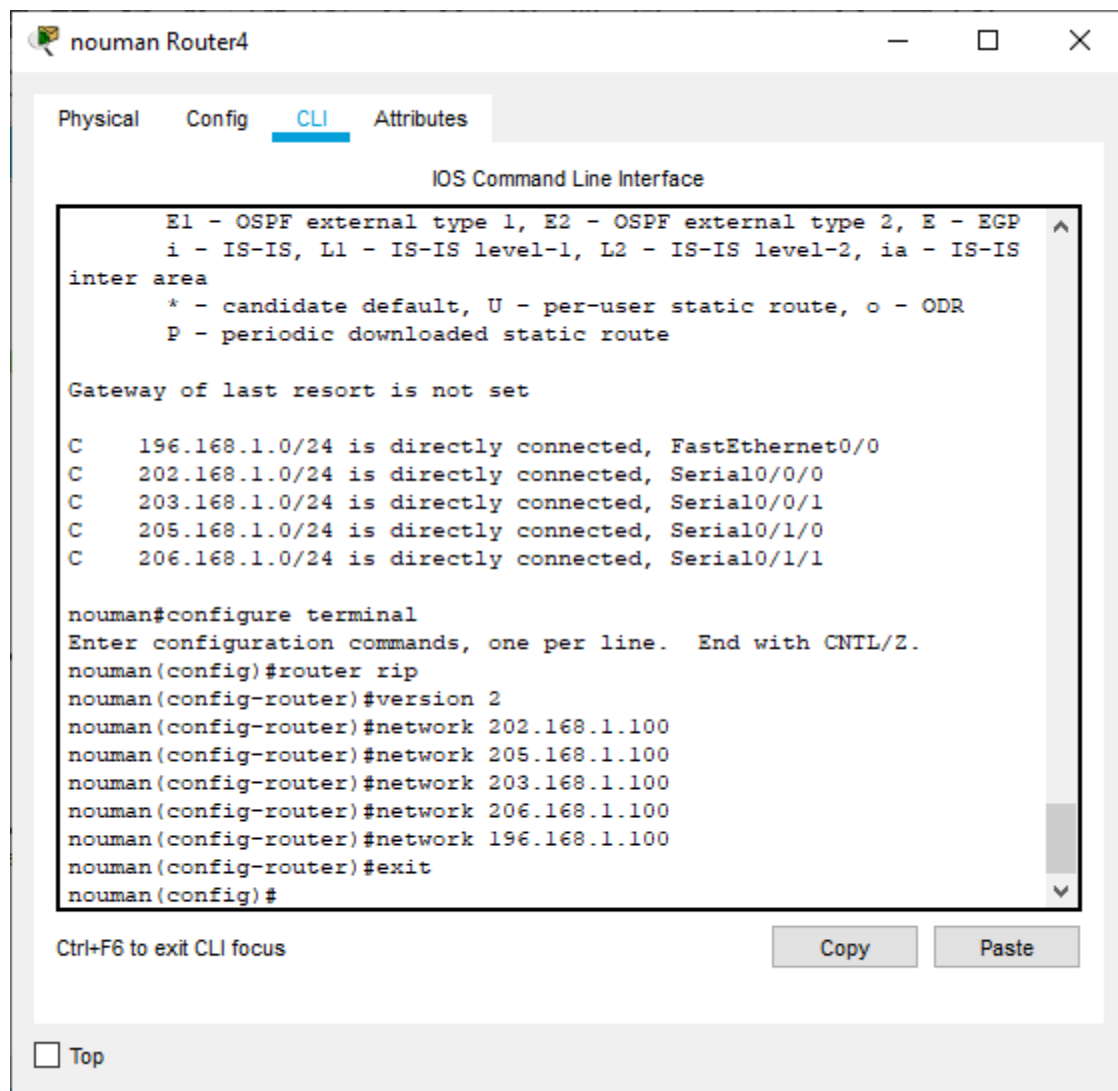 nouman Router4
Physical Config CLI Attributes
IOS Command Line Interface
E1 - OSPF external type 1, E2 - OSPF external type 2, E - EGP
i - IS-IS, L1 - IS-IS level-1, L2 - IS-IS level-2, ia - IS-IS
inter area
* - candidate default, U - per-user static route, o - ODR
P - periodic downloaded static route
Gateway of last resort is not set
C    196.168.1.0/24 is directly connected, FastEthernet0/0
C    202.168.1.0/24 is directly connected, Serial0/0/0
C    203.168.1.0/24 is directly connected, Serial0/0/1
C    205.168.1.0/24 is directly connected, Serial0/1/0
C    206.168.1.0/24 is directly connected, Serial0/1/1
nouman#configure terminal
Enter configuration commands, one per line.  End with CNTL/Z.
nouman(config)#router rip
nouman(config-router)#version 2
nouman(config-router)#network 202.168.1.100
nouman(config-router)#network 205.168.1.100
nouman(config-router)#network 203.168.1.100
nouman(config-router)#network 206.168.1.100
nouman(config-router)#network 196.168.1.100
nouman(config-router)#exit
nouman(config)#
Ctrl+F6 to exit CLI focus
Copy
Paste
Top